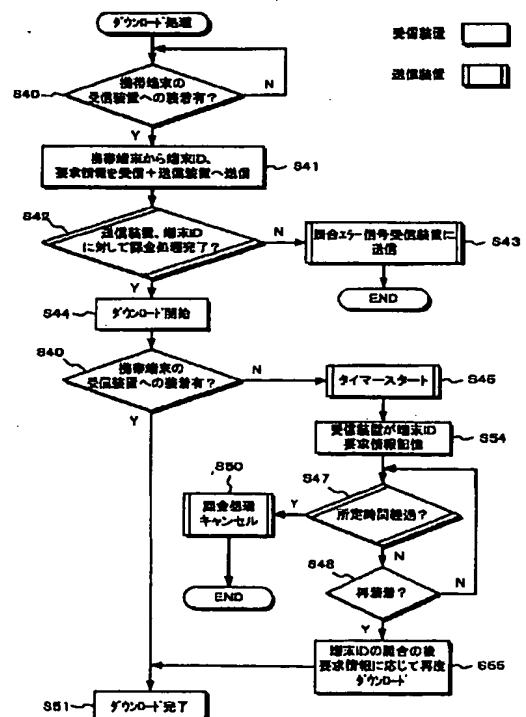 ダウンロード処理
受信装置
送信装置
S40
携帯端末の
受信装置への装着有?
N
Y
携帯端末から端末ID、
要求情報を受信+送信装置へ送信
S41
S42
送信装置、端末ID
に対して課金処理完了?
N
照合エラー信号受信装置に
送信
S43
Y
END
S44
ダウンロード開始
S40
携帯端末の
受信装置への装着有?
N
タイマースタート
Y
受信装置が端末ID
要求情報記憶
S54
S50
課金処理
キャンセル
S47
Y
所定時間経過?
N
END
S48
再装着?
N
Y
端末IDの照合の後
要求情報に応じて再度
ダウンロード
S51
ダウンロード完了